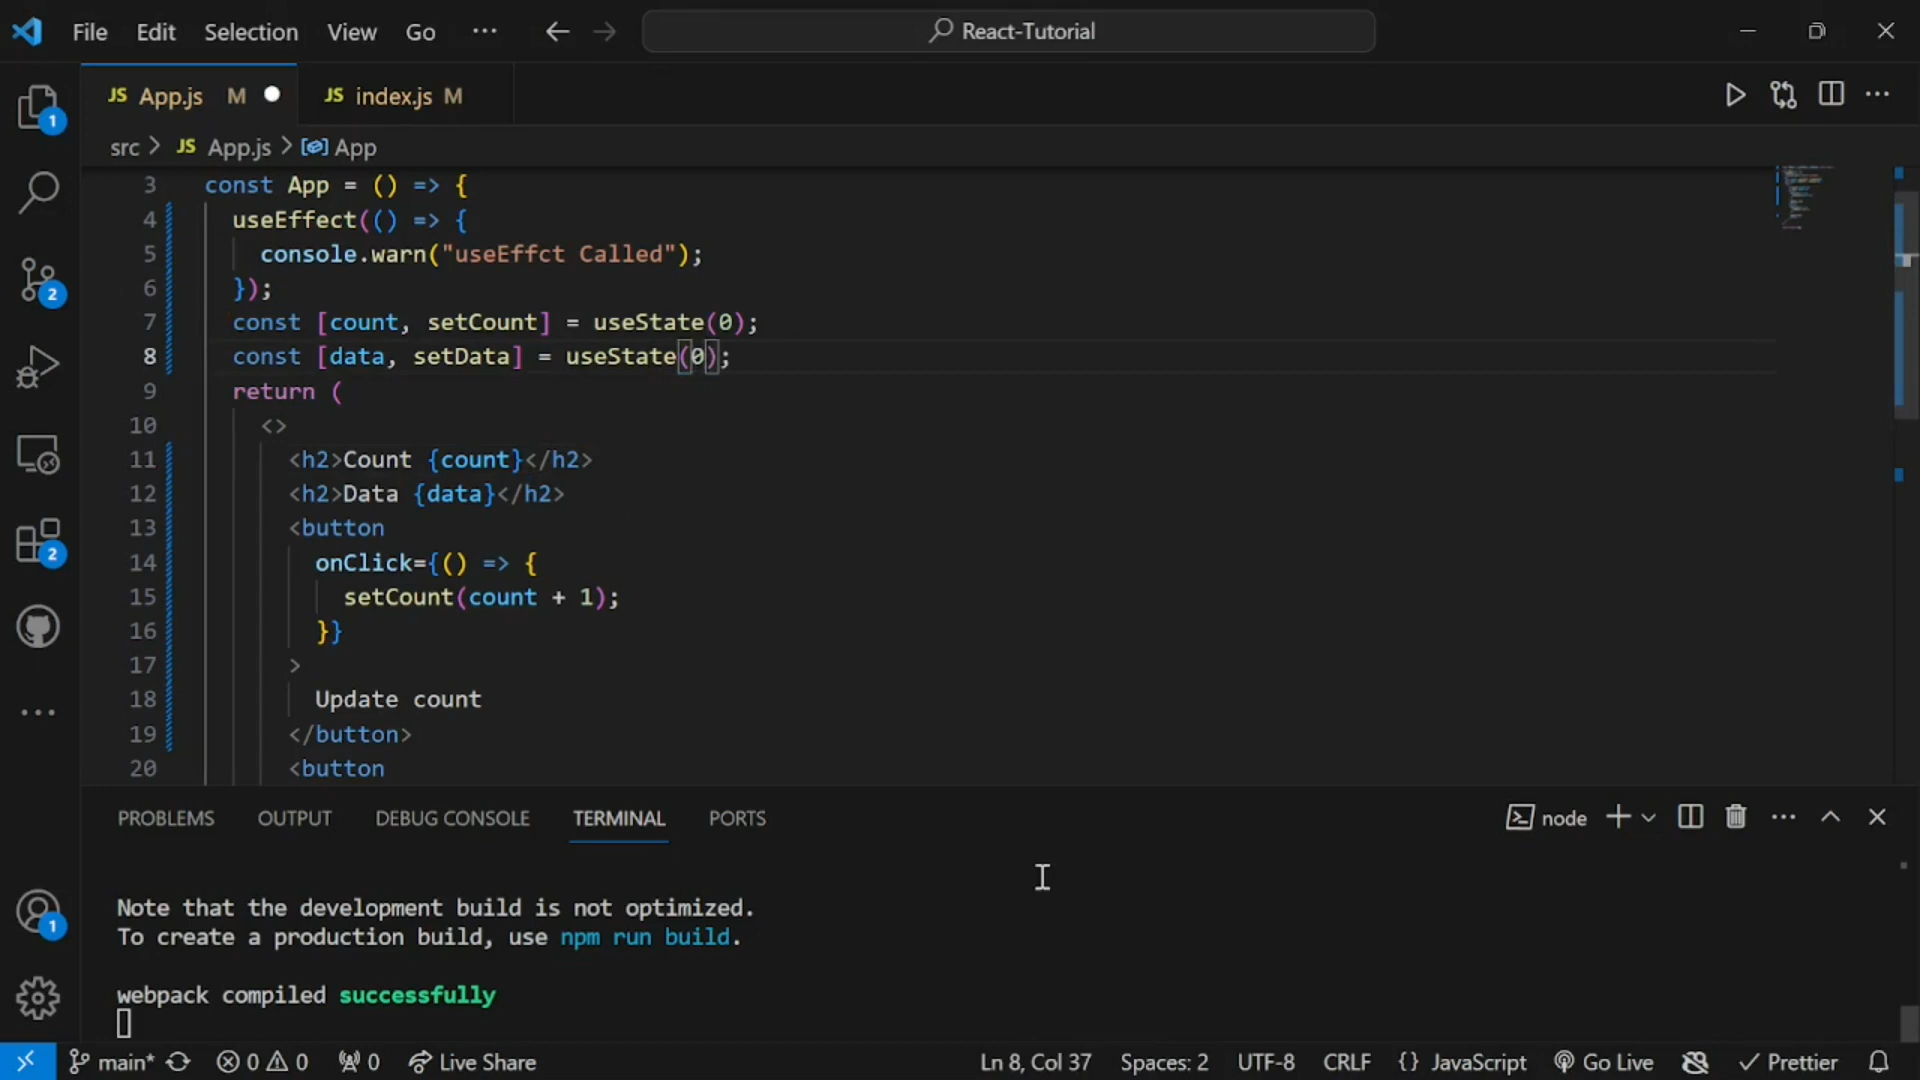 File Edit Selection View Go ··· React-Tutorial
JS App.js M JS index.js M
src > JS App.js > App
3 const App = () => {
4 useEffect(() => {
5 console.warn("useEffct Called");
6 });
7 const [count, setCount] = useState(0);
8 const [data, setData] = useState(0);
9 return (
10 <>
11 <h2>Count {count}</h2>
12 <h2>Data {data}</h2>
13 <button
14 onClick={() => {
15 setCount(count + 1);
16 }}
17 >
18 Update count
19 </button>
20 <button
1
2
2
1
PROBLEMS OUTPUT DEBUG CONSOLE TERMINAL PORTS node
Note that the development build is not optimized.
To create a production build, use npm run build.
webpack compiled successfully
main* 0 0 0 Live Share Ln 8, Col 37 Spaces: 2 UTF-8 CRLF {} JavaScript Go Live Prettier